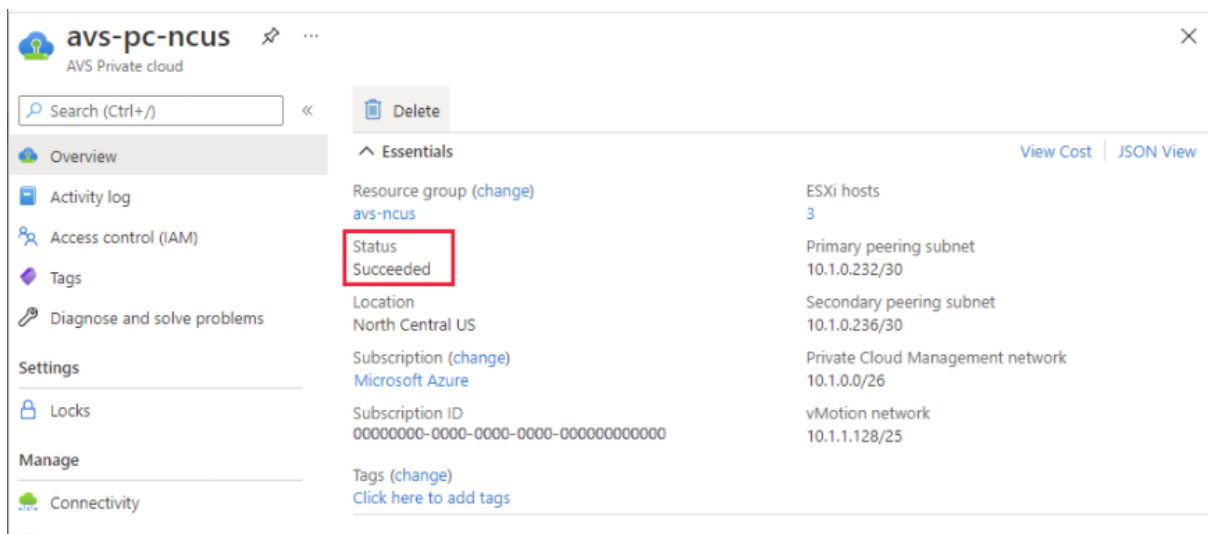 avs-pc-ncus
AVS Private cloud
Search (Ctrl+/)
Overview
Activity log
Access control (IAM)
Tags
Diagnose and solve problems
Settings
Locks
Manage
Connectivity
Delete
Essentials
View Cost
JSON View
Resource group (change)
avs-ncus
Status
Succeeded
Location
North Central US
Subscription (change)
Microsoft Azure
Subscription ID
00000000-0000-0000-0000-000000000000
Tags (change)
Click here to add tags
ESXi hosts
3
Primary peering subnet
10.1.0.232/30
Secondary peering subnet
10.1.0.236/30
Private Cloud Management network
10.1.0.0/26
vMotion network
10.1.1.128/25